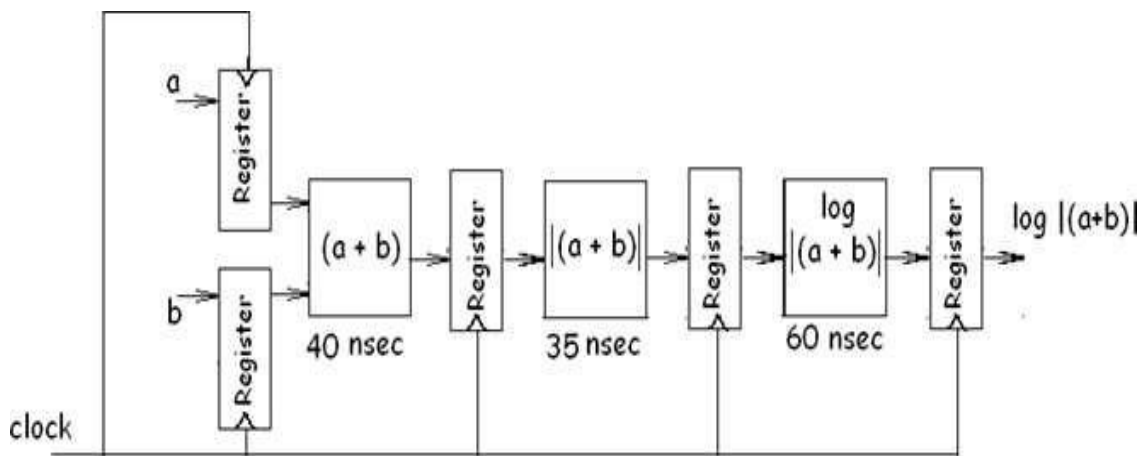 a
Register
b
Register
(a + b)
40 nsec
Register
|(a + b)|
35 nsec
Register
log
|(a + b)|
60 nsec
Register
log |(a+b)|
clock